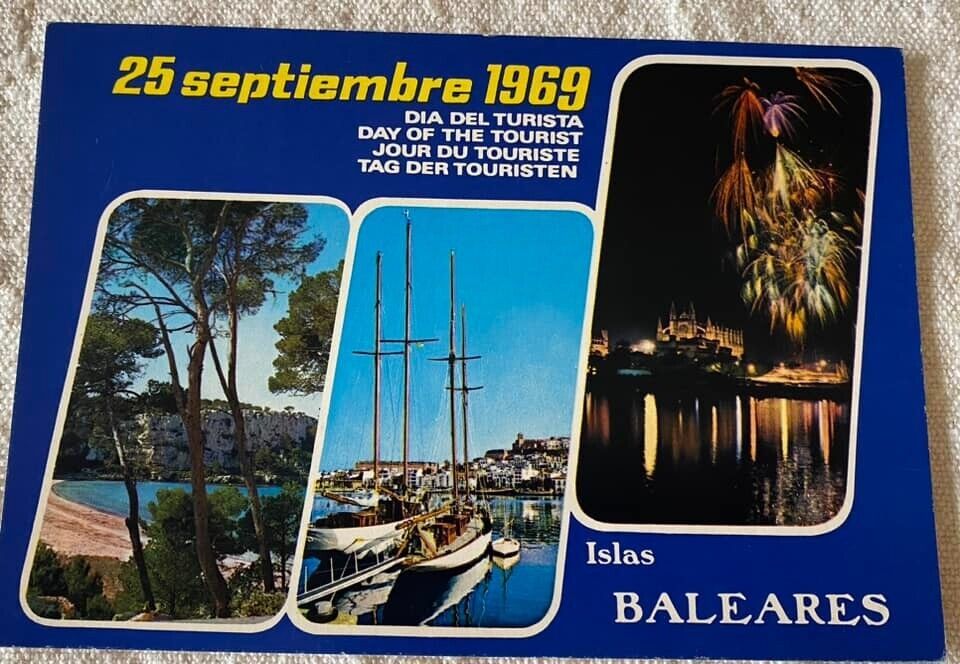 25 septiembre 1969
DIA DEL TURISTA
DAY OF THE TOURIST
JOUR DU TOURISTE
TAG DER TOURISTEN
Islas
BALEARES